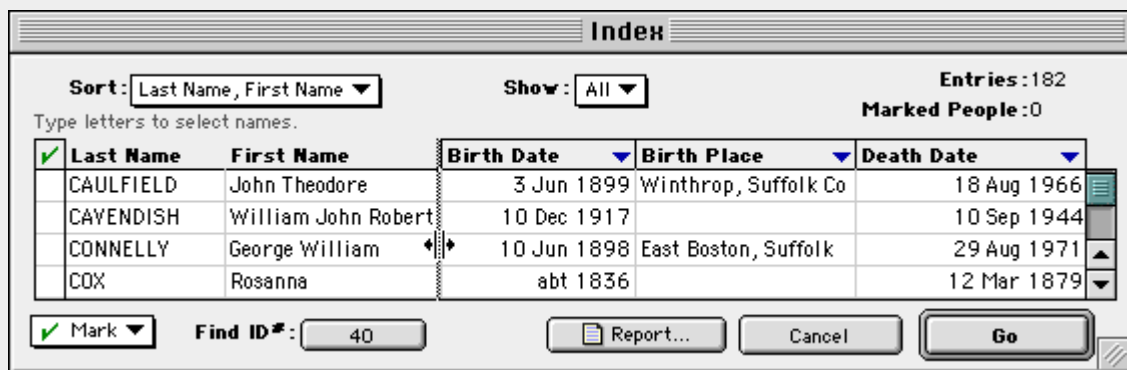 Index
Sort: Last Name, First Name Show: All Entries:182
Type letters to select names. Marked People:0
Last Name First Name Birth Date Birth Place Death Date
CAULFIELD John Theodore 3 Jun 1899 Winthrop, Suffolk Co 18 Aug 1966
CAVENDISH William John Robert 10 Dec 1917 10 Sep 1944
CONNELLY George William 10 Jun 1898 East Boston, Suffolk 29 Aug 1971
COX Rosanna abt 1836 12 Mar 1879
Mark Find ID#: 40 Report... Cancel Go